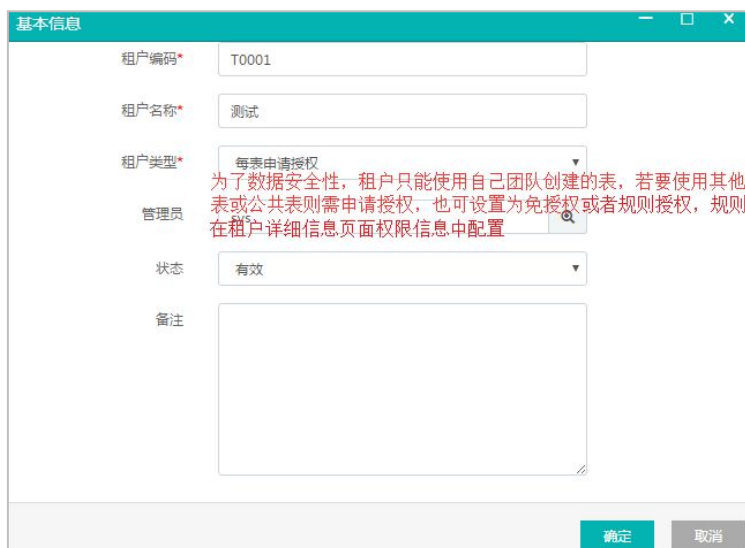 基本信息
租户编码* T0001
租户名称* 测试
租户类型* 每表申请授权
为了数据安全性，租户只能使用自己团队创建的表，若要使用其他
管理员 sys
表或公共表则需申请授权，也可设置为免授权或者规则授权，规则
在租户详细信息页面权限信息中配置
状态 有效
备注
确定 取消